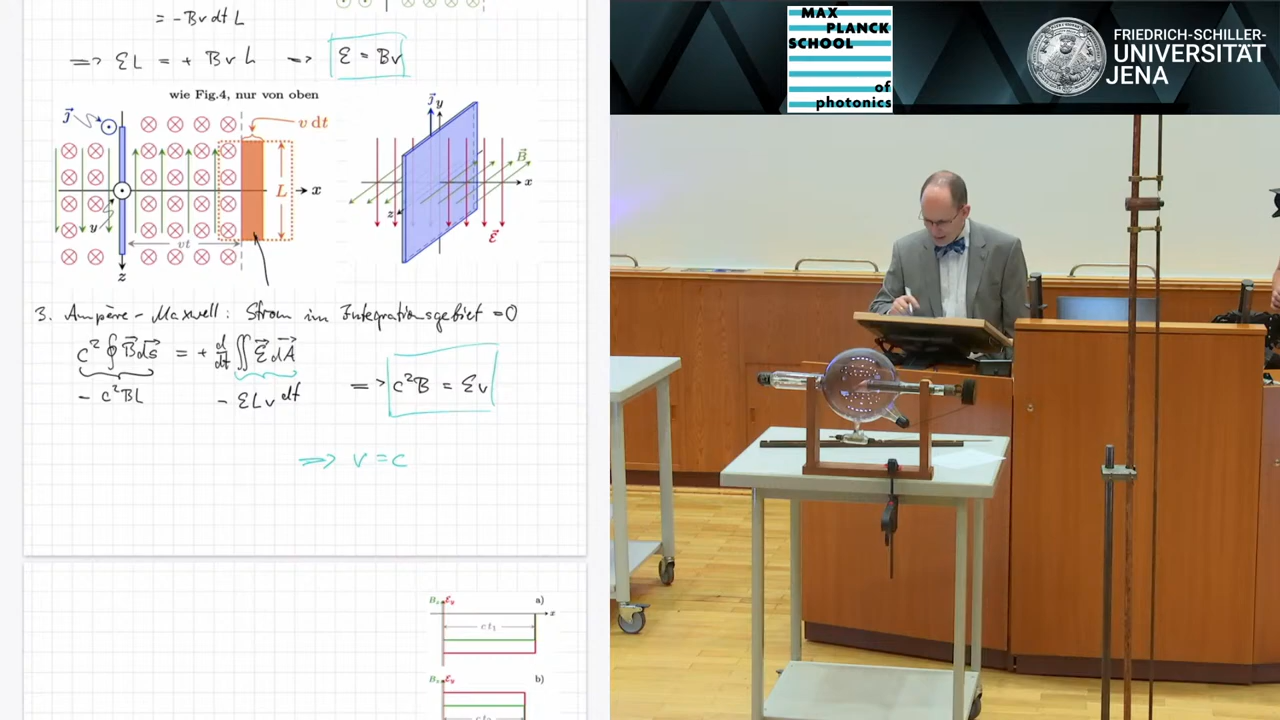 = -Bv dt L
=> ℰL = + BvL => ℰ = Bv
wie Fig.4, nur von oben
j⃗
v dt
L
x
y
vt
z
j⃗
y
B⃗
x
z
ℰ⃗
3. Ampère-Maxwell: Strom im Integrationsgebiet = 0
c² ∮ B⃗ ds⃗ = + d/dt ∬ ℰ⃗ dA⃗
- c²BL
- ℰLv dt
=> c²B = ℰv
=> v = c
a)
x
c t₁
b)
MAX
PLANCK
SCHOOL
of
photonics
FRIEDRICH-SCHILLER-
UNIVERSITÄT
JENA